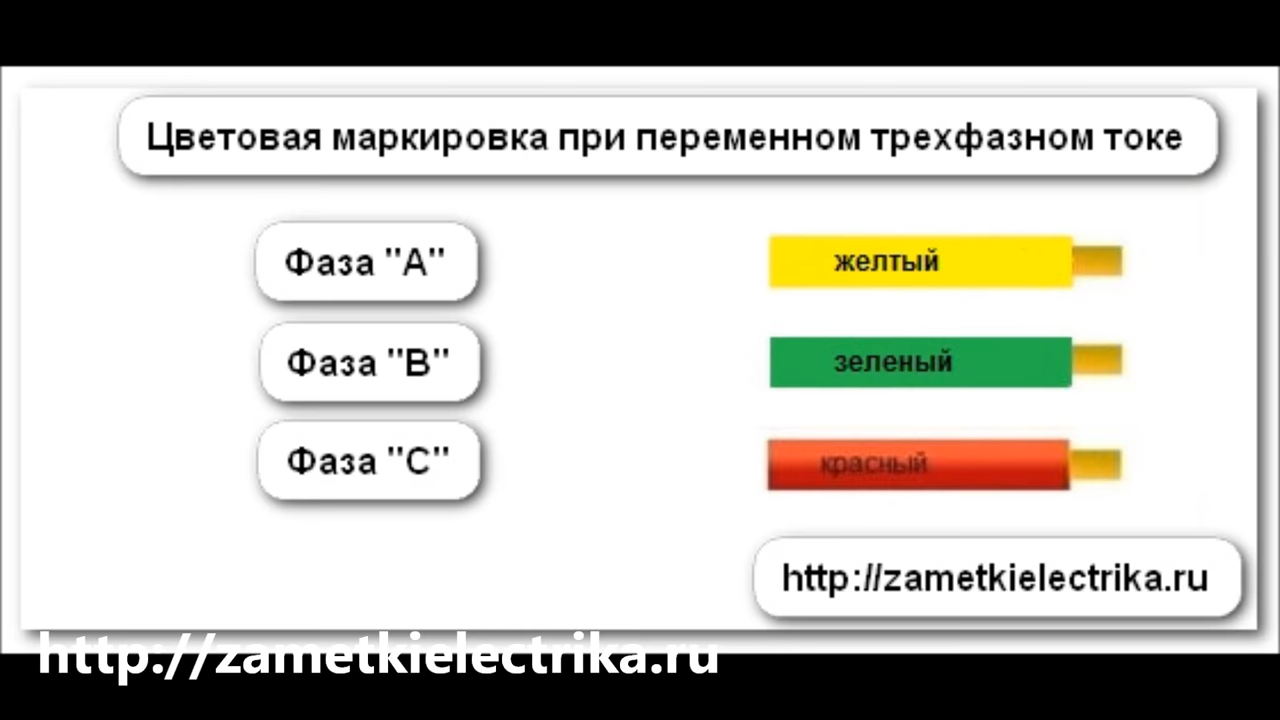 Цветовая маркировка при переменном трехфазном токе
Фаза "А"
желтый
Фаза "В"
зеленый
Фаза "С"
красный
http://zametkielectrika.ru
http://zametkielectrika.ru